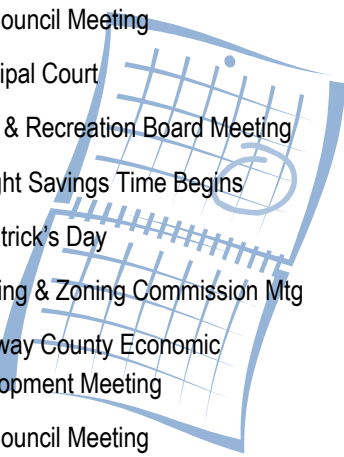 ouncil Meeting
ipal Court
& Recreation Board Meeting
ght Savings Time Begins
trick's Day
ing & Zoning Commission Mtg
way County Economic
opment Meeting
ouncil Meeting